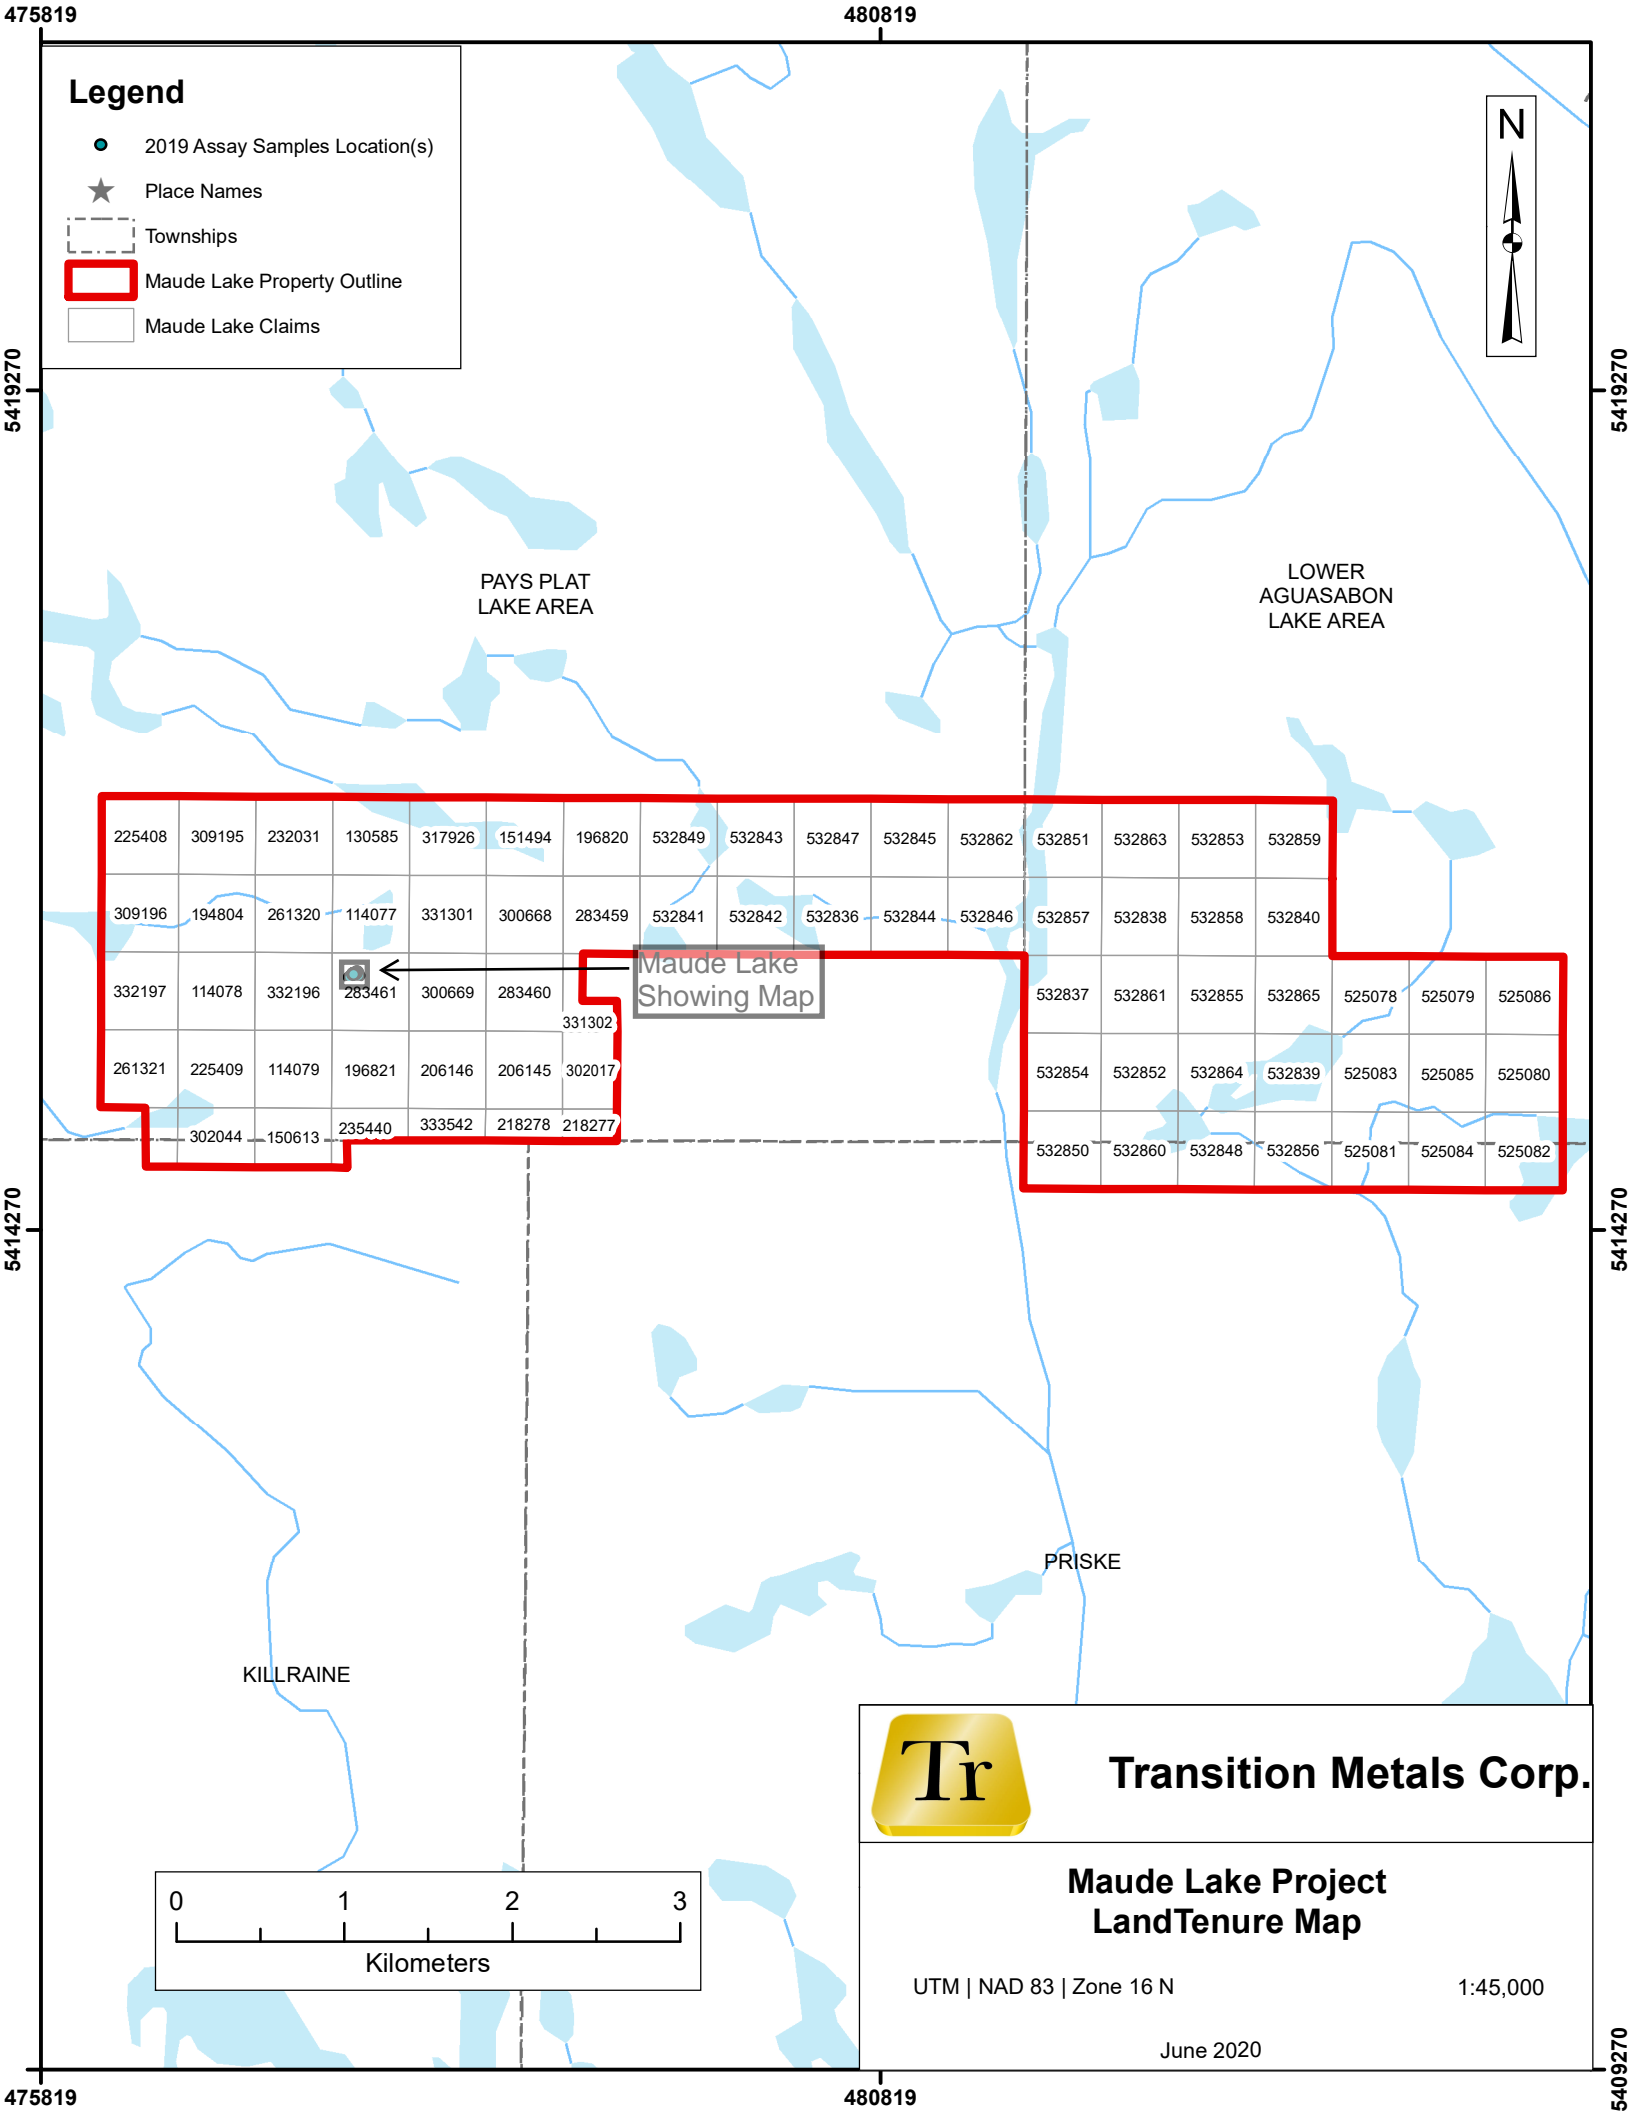 475819
480819
Legend
2019 Assay Samples Location(s)
Place Names
Townships
Maude Lake Property Outline
Maude Lake Claims
N
5419270
5419270
PAYS PLAT
LAKE AREA
LOWER
AGUASABON
LAKE AREA
225408 309195 232031 130585 317926 151494 196820 532849 532843 532847 532845 532862 532851 532863 532853 532859
309196 194804 261320 114077 331301 300668 283459 532841 532842 532836 532844 532846 532857 532838 532858 532840
Maude Lake
Showing Map
332197 114078 332196 283461 300669 283460 532837 532861 532855 532865 525078 525079 525086
331302
261321 225409 114079 196821 206146 206145 302017 532854 532852 532864 532839 525083 525085 525080
302044 150613 235440 333542 218278 218277 532850 532860 532848 532856 525081 525084 525082
5414270
5414270
PRISKE
KILLRAINE
Tr
Transition Metals Corp.
Maude Lake Project
LandTenure Map
UTM | NAD 83 | Zone 16 N 1:45,000
June 2020
0 1 2 3
Kilometers
5409270
475819
480819